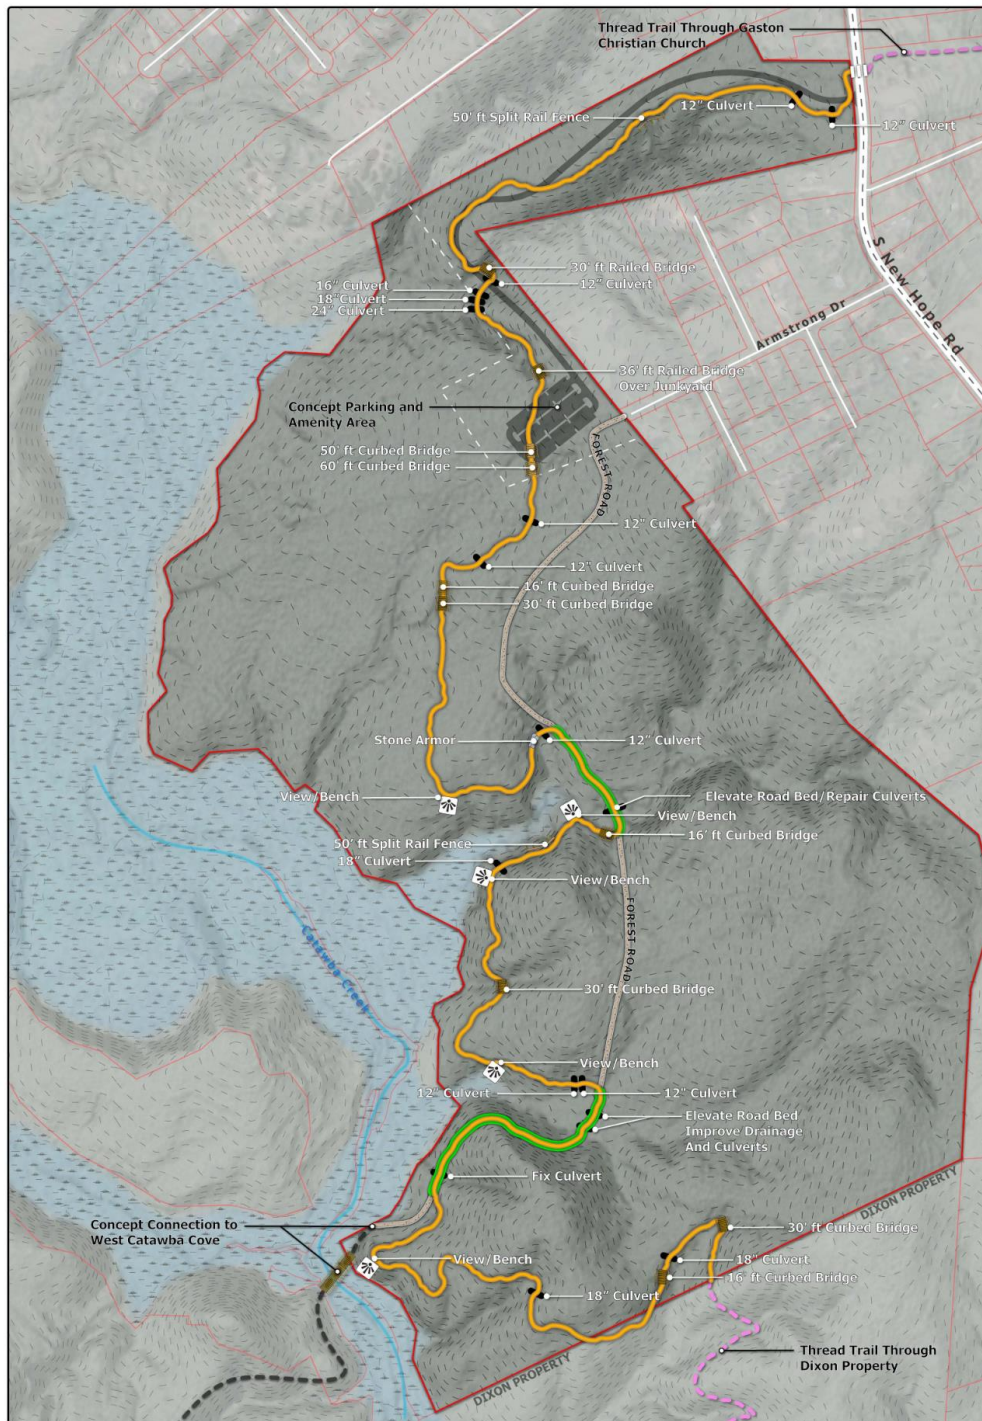 Thread Trail Through Gaston
Christian Church
12" Culvert
50' ft Split Rail Fence
12" Culvert
S New Hope Rd
30' ft Railed Bridge
12" Culvert
16" Culvert
18" Culvert
24" Culvert
Armstrong Dr
36' ft Railed Bridge
Over Junkyard
Concept Parking and
Amenity Area
FOREST ROAD
50' ft Curbed Bridge
60' ft Curbed Bridge
12" Culvert
12" Culvert
16' ft Curbed Bridge
30' ft Curbed Bridge
Stone Armor
12" Culvert
View/Bench
Elevate Road Bed/Repair Culverts
View/Bench
16' ft Curbed Bridge
50' ft Split Rail Fence
18" Culvert
View/Bench
FOREST ROAD
Catawba Creek
30' ft Curbed Bridge
View/Bench
12" Culvert
12" Culvert
Elevate Road Bed
Improve Drainage
And Culverts
Fix Culvert
DIXON PROPERTY
Concept Connection to
West Catawba Cove
30' ft Curbed Bridge
View/Bench
18" Culvert
16' ft Curbed Bridge
18" Culvert
Thread Trail Through
Dixon Property
DIXON PROPERTY